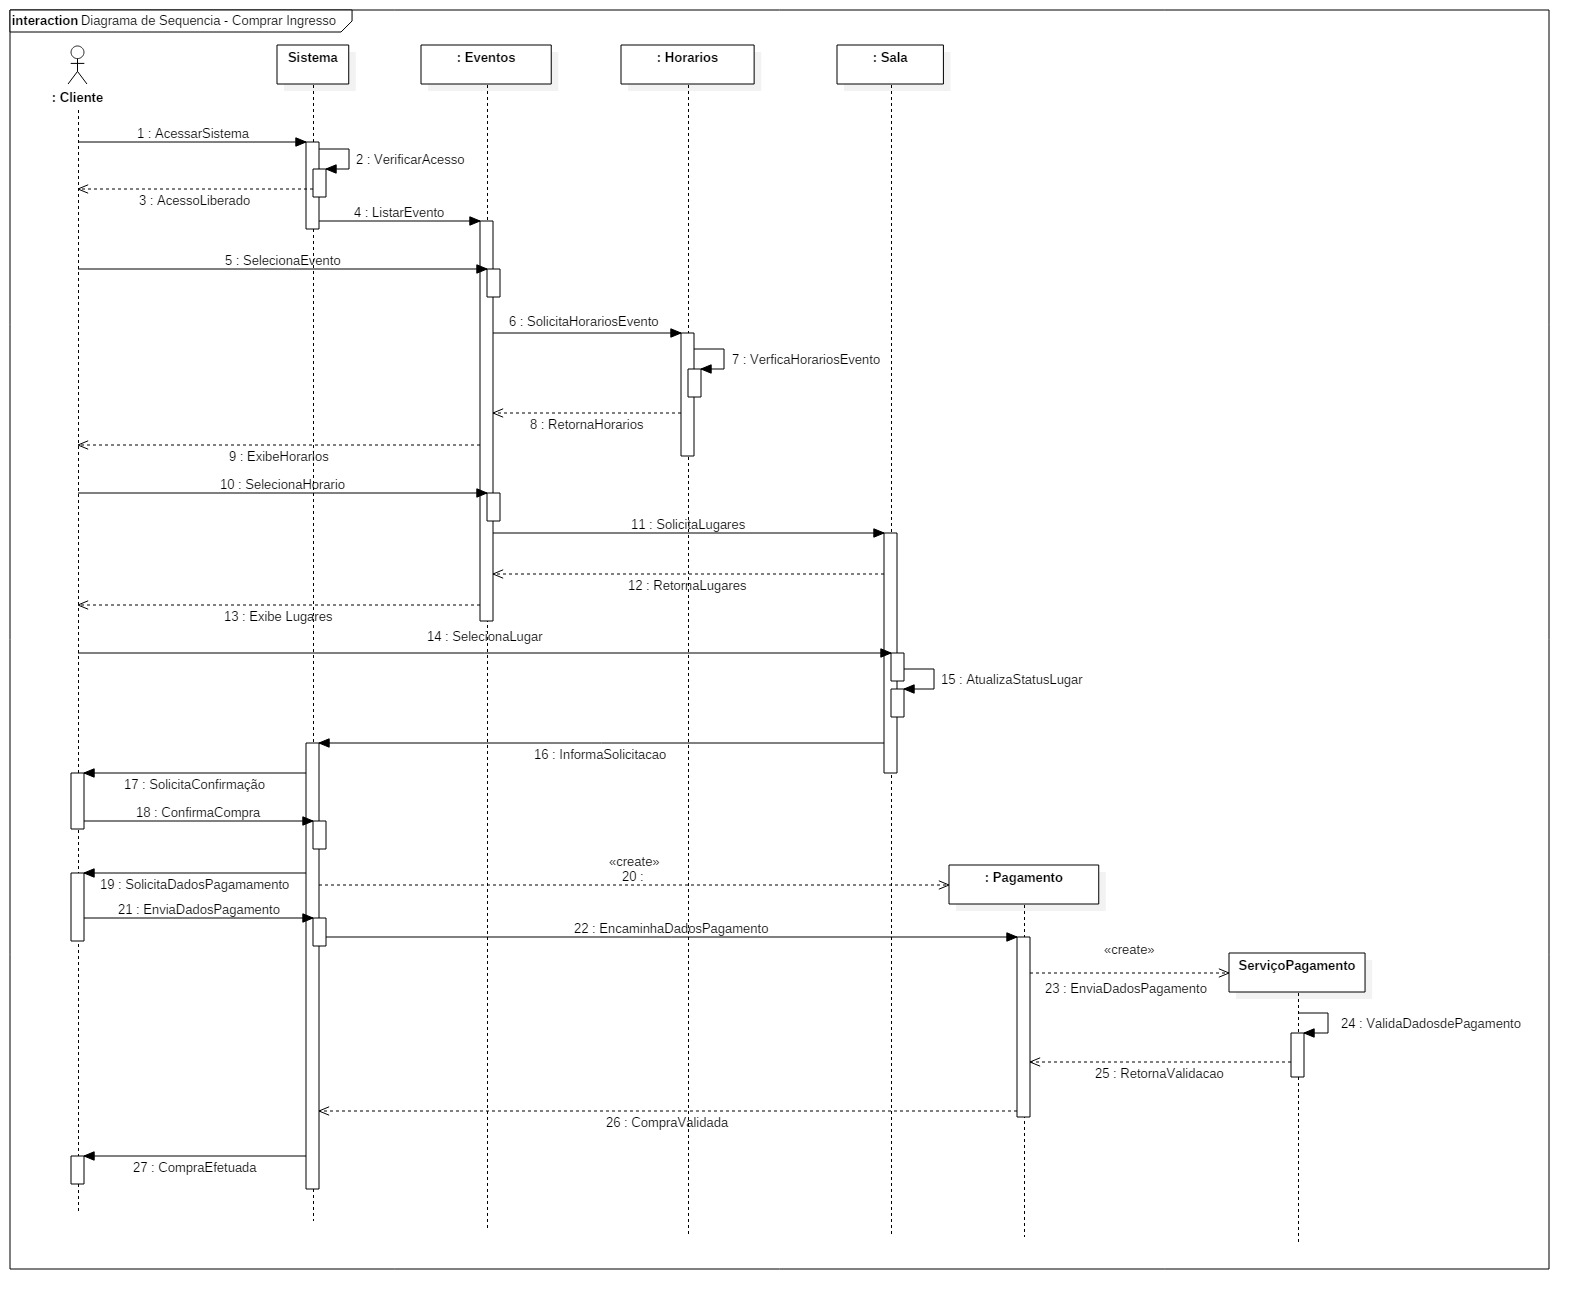 interaction Diagrama de Sequencia - Comprar Ingresso
: Cliente
Sistema
: Eventos
: Horarios
: Sala
1 : AcessarSistema
2 : VerificarAcesso
3 : AcessoLiberado
4 : ListarEvento
5 : SelecionaEvento
6 : SolicitaHorariosEvento
7 : VerficaHorariosEvento
8 : RetornaHorarios
9 : ExibeHorarios
10 : SelecionaHorario
11 : SolicitaLugares
12 : RetornaLugares
13 : Exibe Lugares
14 : SelecionaLugar
15 : AtualizaStatusLugar
16 : InformaSolicitacao
17 : SolicitaConfirmação
18 : ConfirmaCompra
«create»
20 :
: Pagamento
19 : SolicitaDadosPagamamento
21 : EnviaDadosPagamento
22 : EncaminhaDadosPagamento
«create»
ServiçoPagamento
23 : EnviaDadosPagamento
24 : ValidaDadosdePagamento
25 : RetornaValidacao
26 : CompraValidada
27 : CompraEfetuada